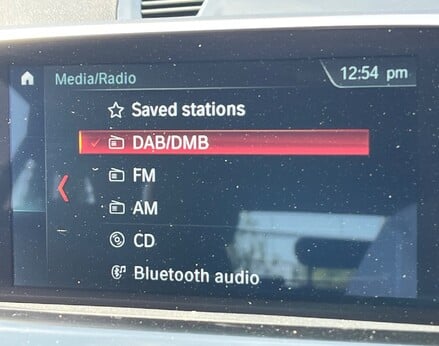 Media/Radio
12:54 pm
Saved stations
DAB/DMB
FM
AM
CD
Bluetooth audio